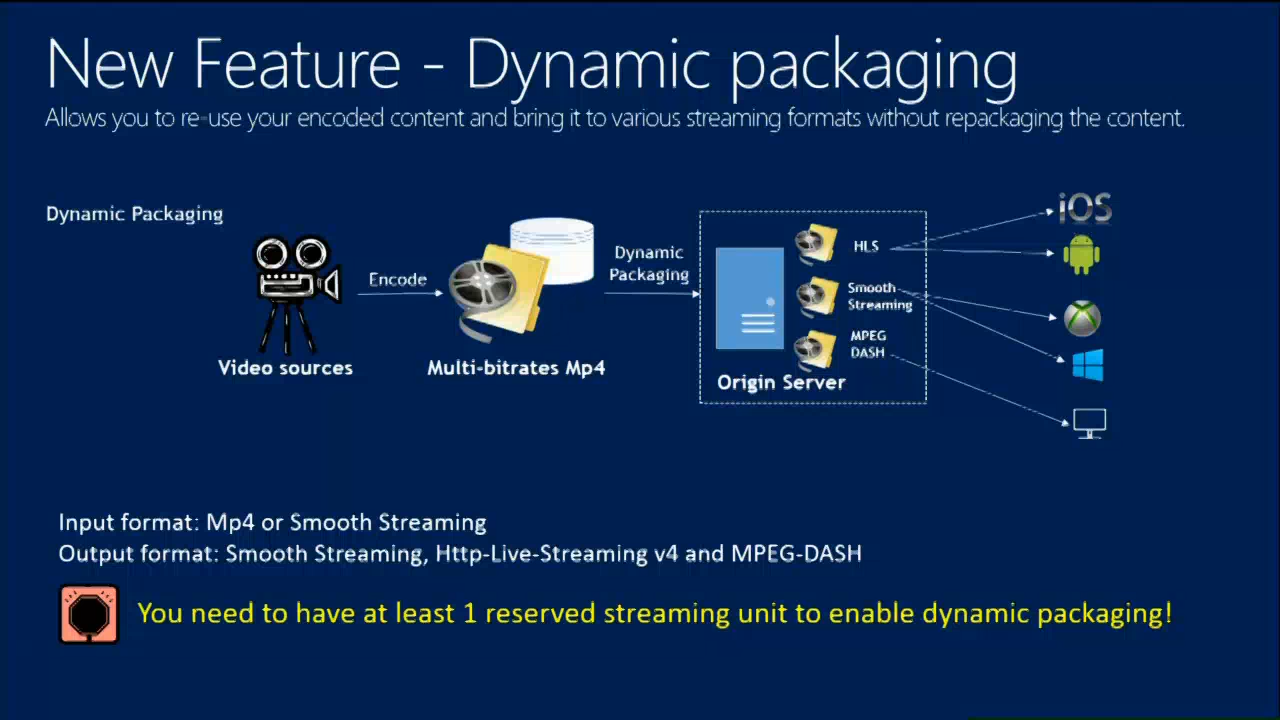 New Feature - Dynamic packaging
Allows you to re-use your encoded content and bring it to various streaming formats without repackaging the content.
Dynamic Packaging
Encode
Dynamic
Packaging
HLS
Smooth
Streaming
MPEG
DASH
iOS
Video sources
Multi-bitrates Mp4
Origin Server
Input format: Mp4 or Smooth Streaming
Output format: Smooth Streaming, Http-Live-Streaming v4 and MPEG-DASH
You need to have at least 1 reserved streaming unit to enable dynamic packaging!